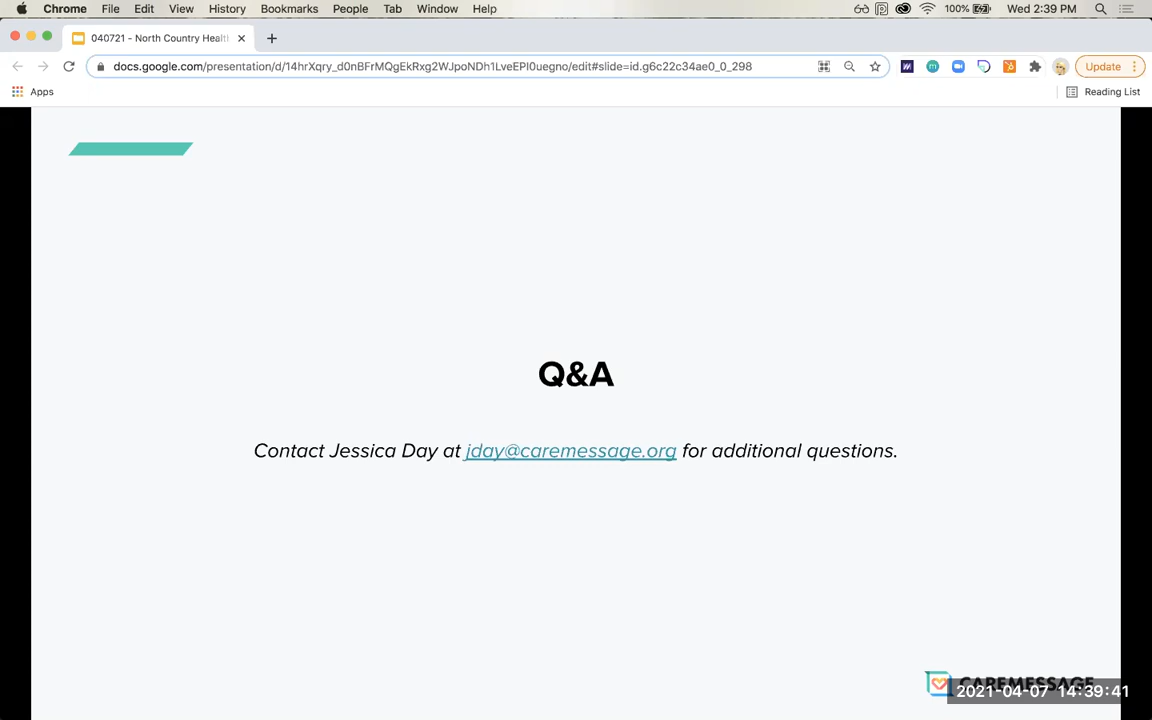 Chrome File Edit View History Bookmarks People Tab Window Help 100% Wed 2:39 PM
040721 - North Country Healt
docs.google.com/presentation/d/14hrXqry_d0nBFrMQgEkRxg2WJpoNDh1LveEPI0uegno/edit#slide=id.g6c22c34ae0_0_298 Update
Apps Reading List
Q&A
Contact Jessica Day at jday@caremessage.org for additional questions.
CAREMESSAGE
2021-04-07 14:39:41